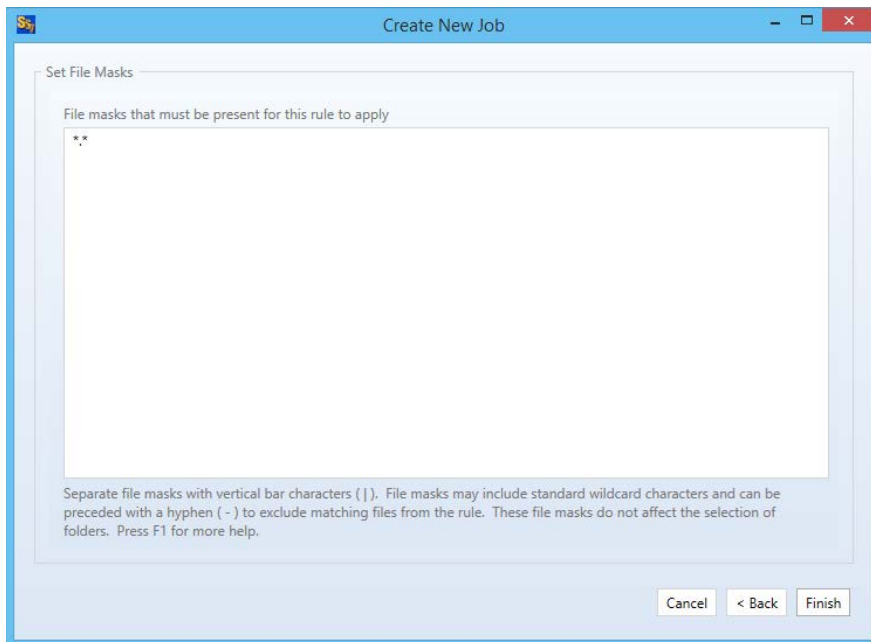 Create New Job
Set File Masks
File masks that must be present for this rule to apply
*.*
Separate file masks with vertical bar characters ( | ).  File masks may include standard wildcard characters and can be
preceded with a hyphen ( - ) to exclude matching files from the rule.  These file masks do not affect the selection of
folders.  Press F1 for more help.
Cancel
< Back
Finish